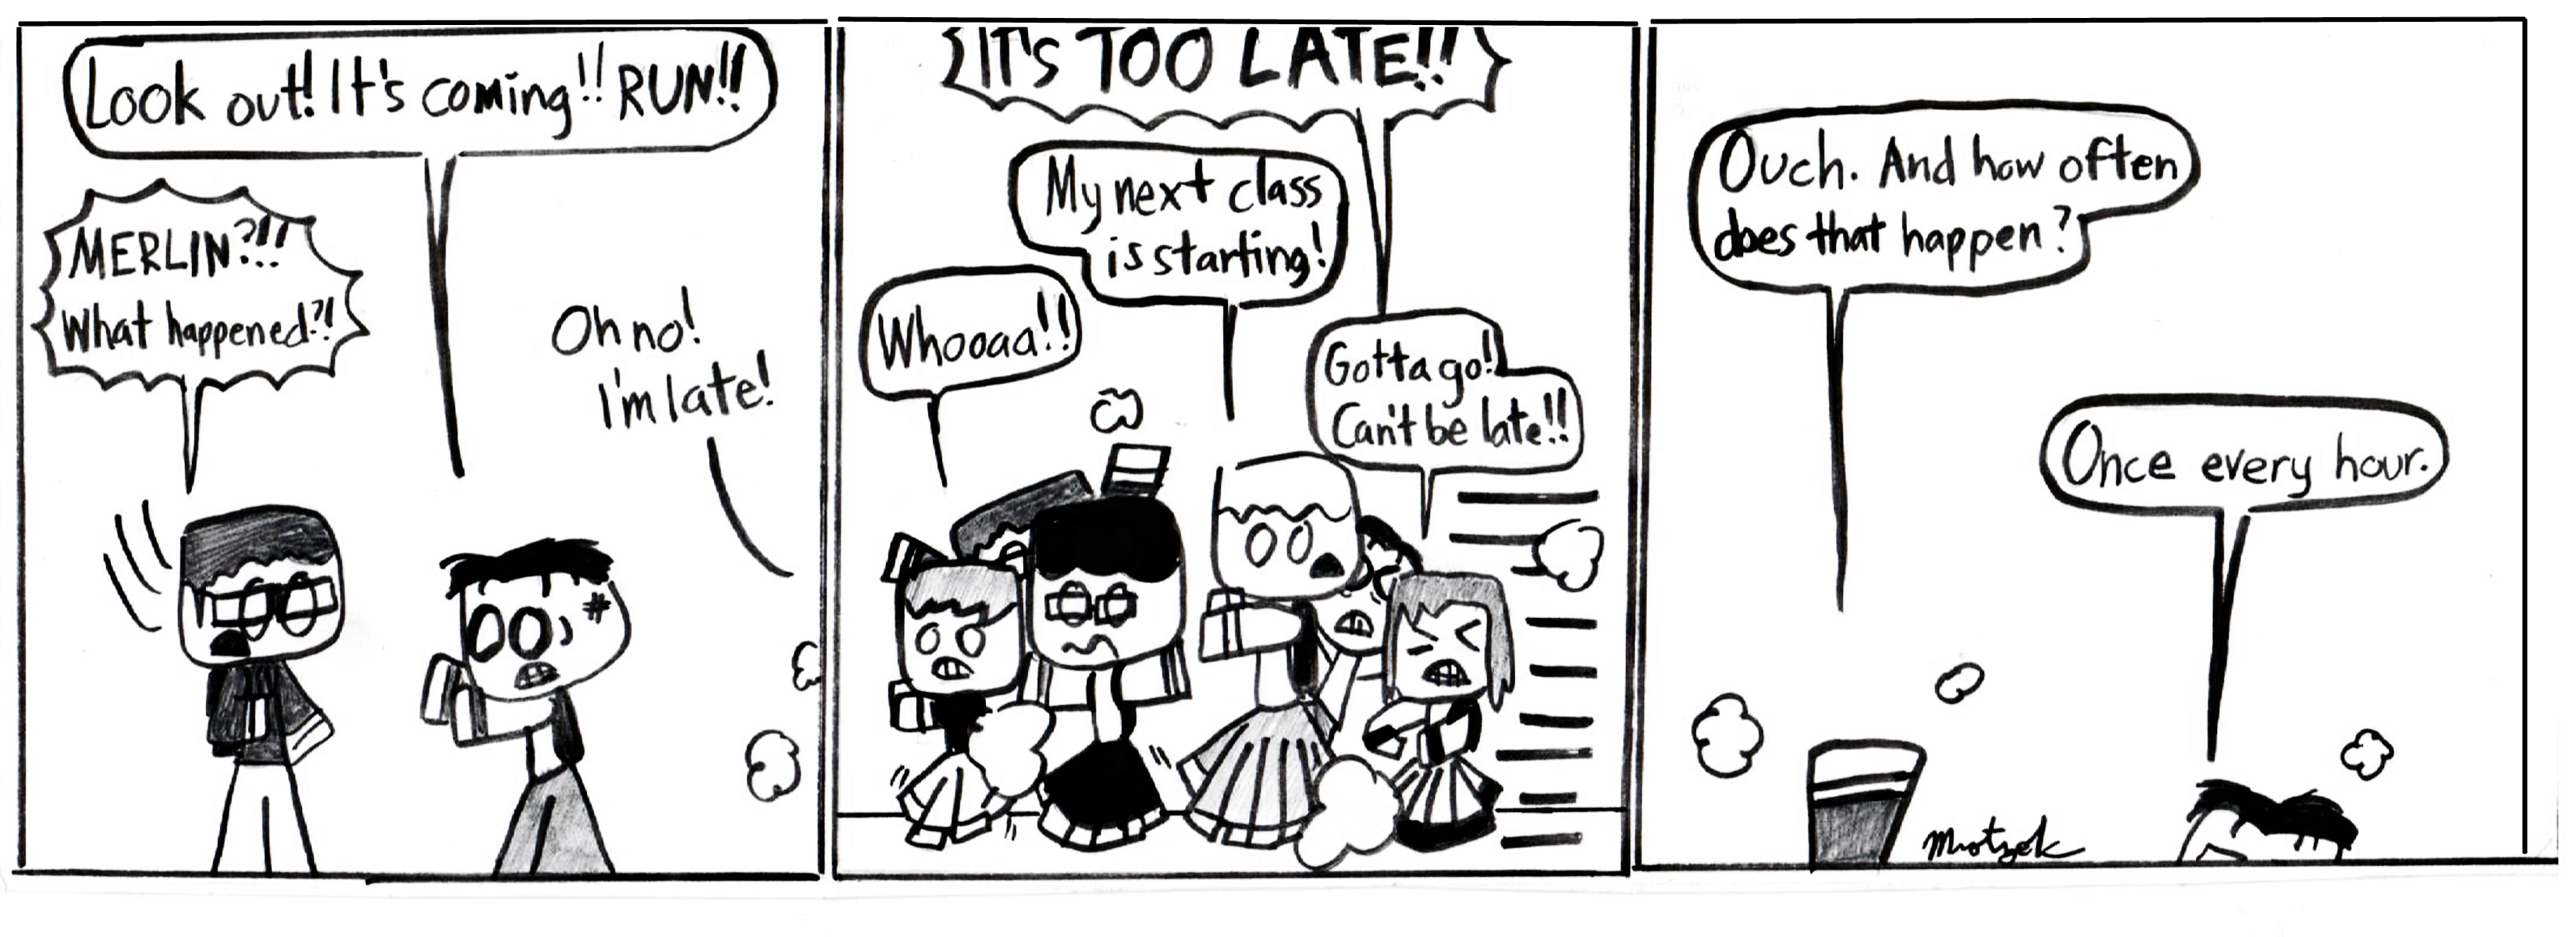 Look out! It's coming!! RUN!!
MERLIN?!!
What happened?!
Oh no!
I'm late!
IT'S TOO LATE!!
My next class
is starting!
Whooaa!!
Gotta go!
Can't be late!!
Ouch. And how often
does that happen?
Once every hour.
Mrotzek